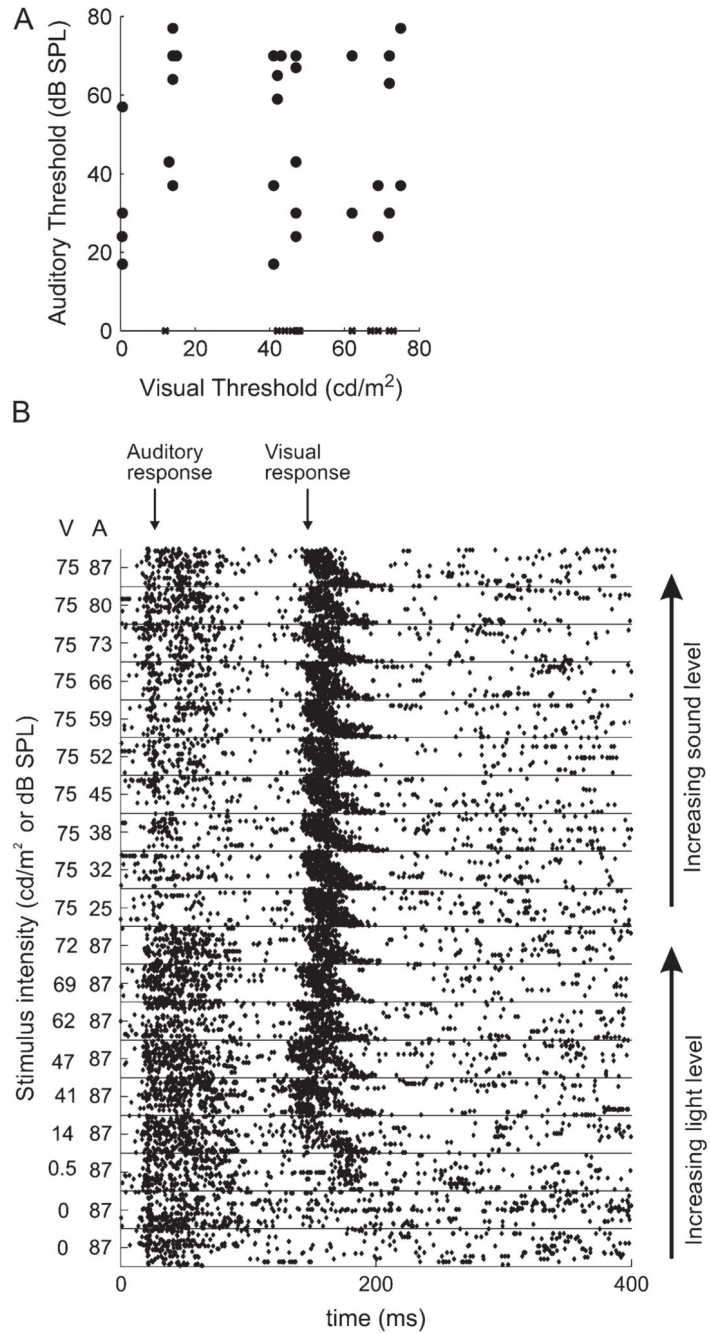 A
Auditory Threshold (dB SPL)
80
60
40
20
0
0 20 40 60 80
Visual Threshold (cd/m²)
B
Auditory
response
Visual
response
V A
Stimulus intensity (cd/m² or dB SPL)
75 87
75 80
75 73
75 66
75 59
75 52
75 45
75 38
75 32
75 25
72 87
69 87
62 87
47 87
41 87
14 87
0.5 87
0 87
0 87
Increasing sound level
Increasing light level
0 200 400
time (ms)